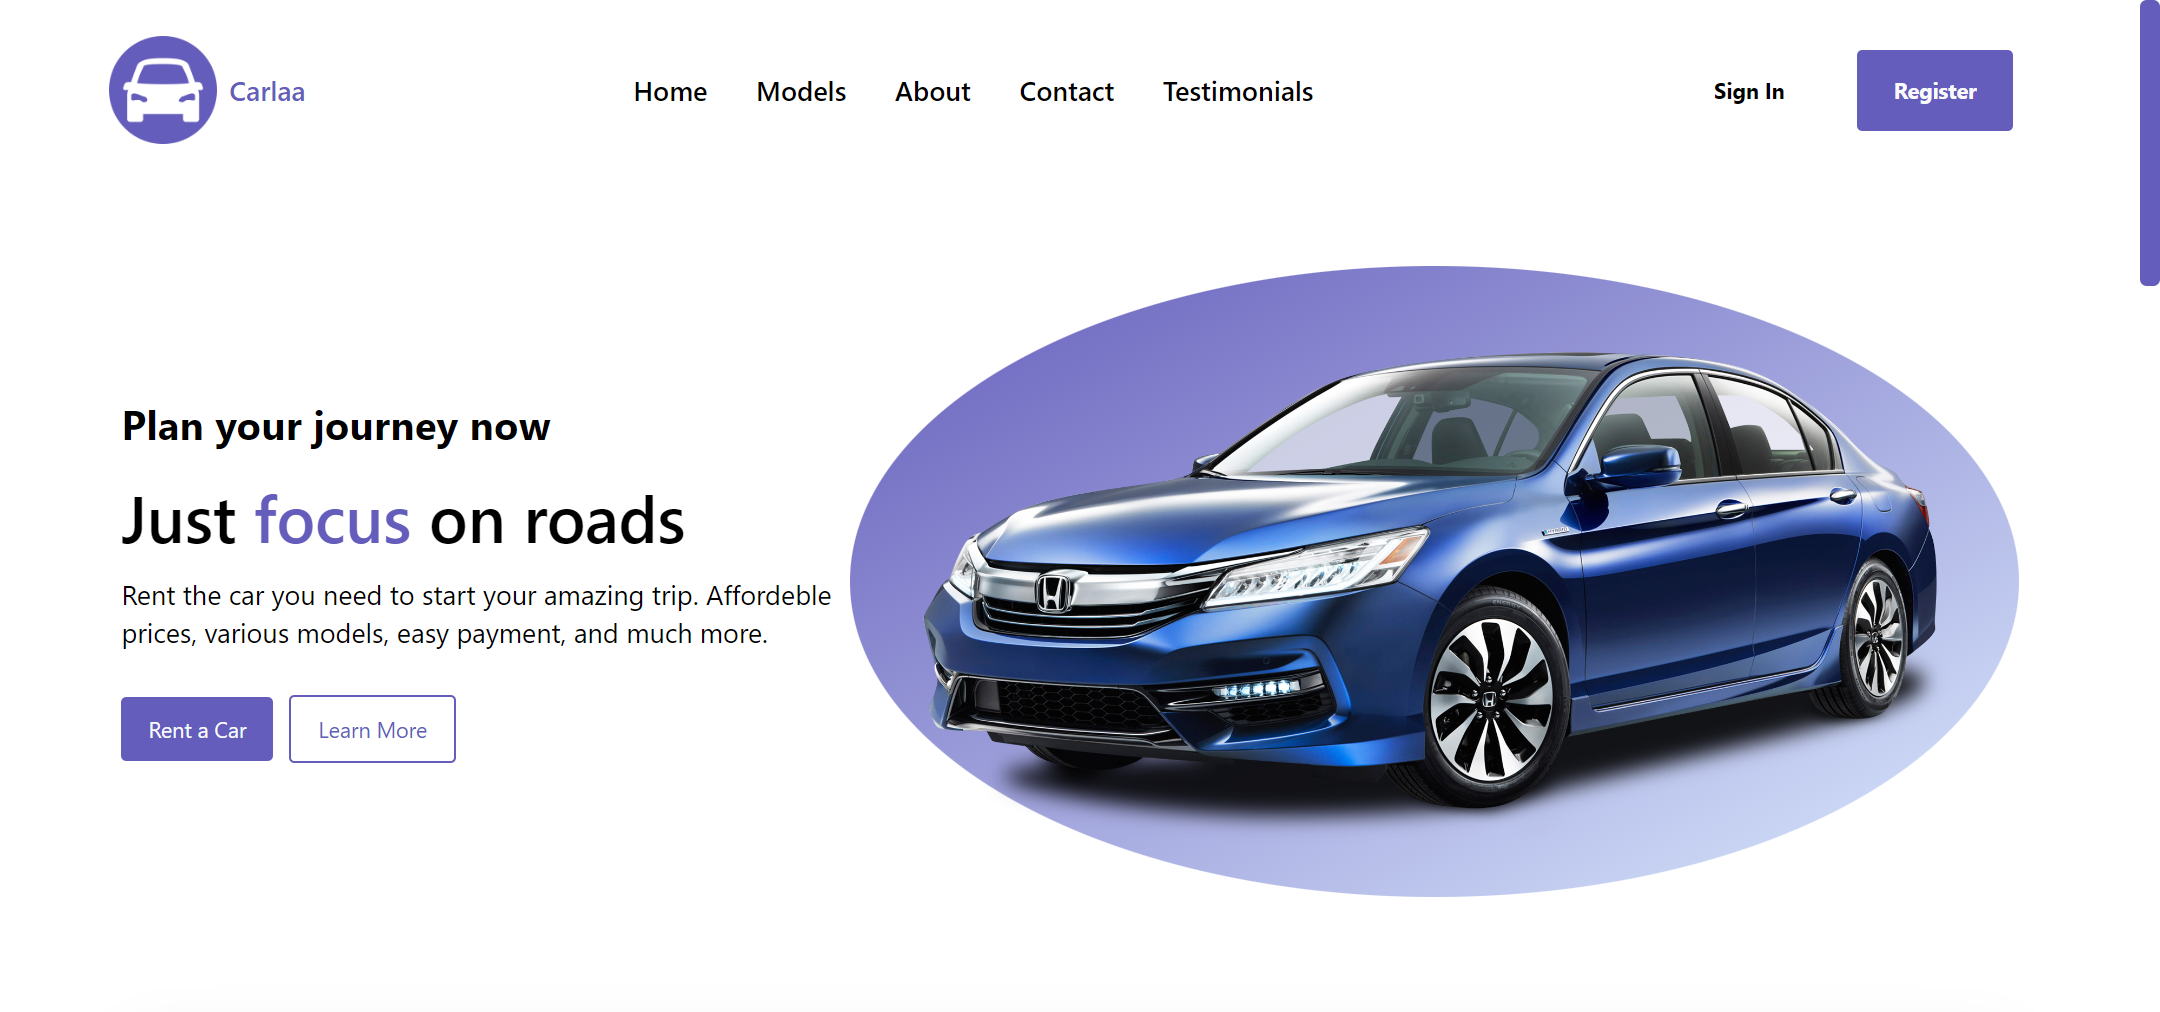 Carlaa
Home Models About Contact Testimonials
Sign In
Register
Plan your journey now
Just focus on roads
Rent the car you need to start your amazing trip. Affordeble
prices, various models, easy payment, and much more.
Rent a Car
Learn More